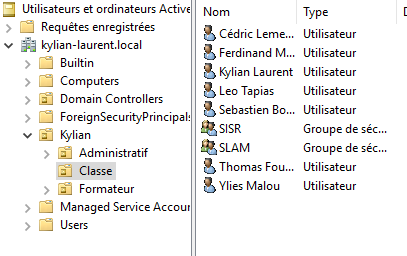 Utilisateurs et ordinateurs Active
Requêtes enregistrées
kylian-laurent.local
Builtin
Computers
Domain Controllers
ForeignSecurityPrincipals
Kylian
Administratif
Classe
Formateur
Managed Service Accou
Users
Nom Type
Cédric Leme... Utilisateur
Ferdinand M... Utilisateur
Kylian Laurent Utilisateur
Leo Tapias Utilisateur
Sebastien Bo... Utilisateur
SISR Groupe de séc...
SLAM Groupe de séc...
Thomas Fou... Utilisateur
Ylies Malou Utilisateur